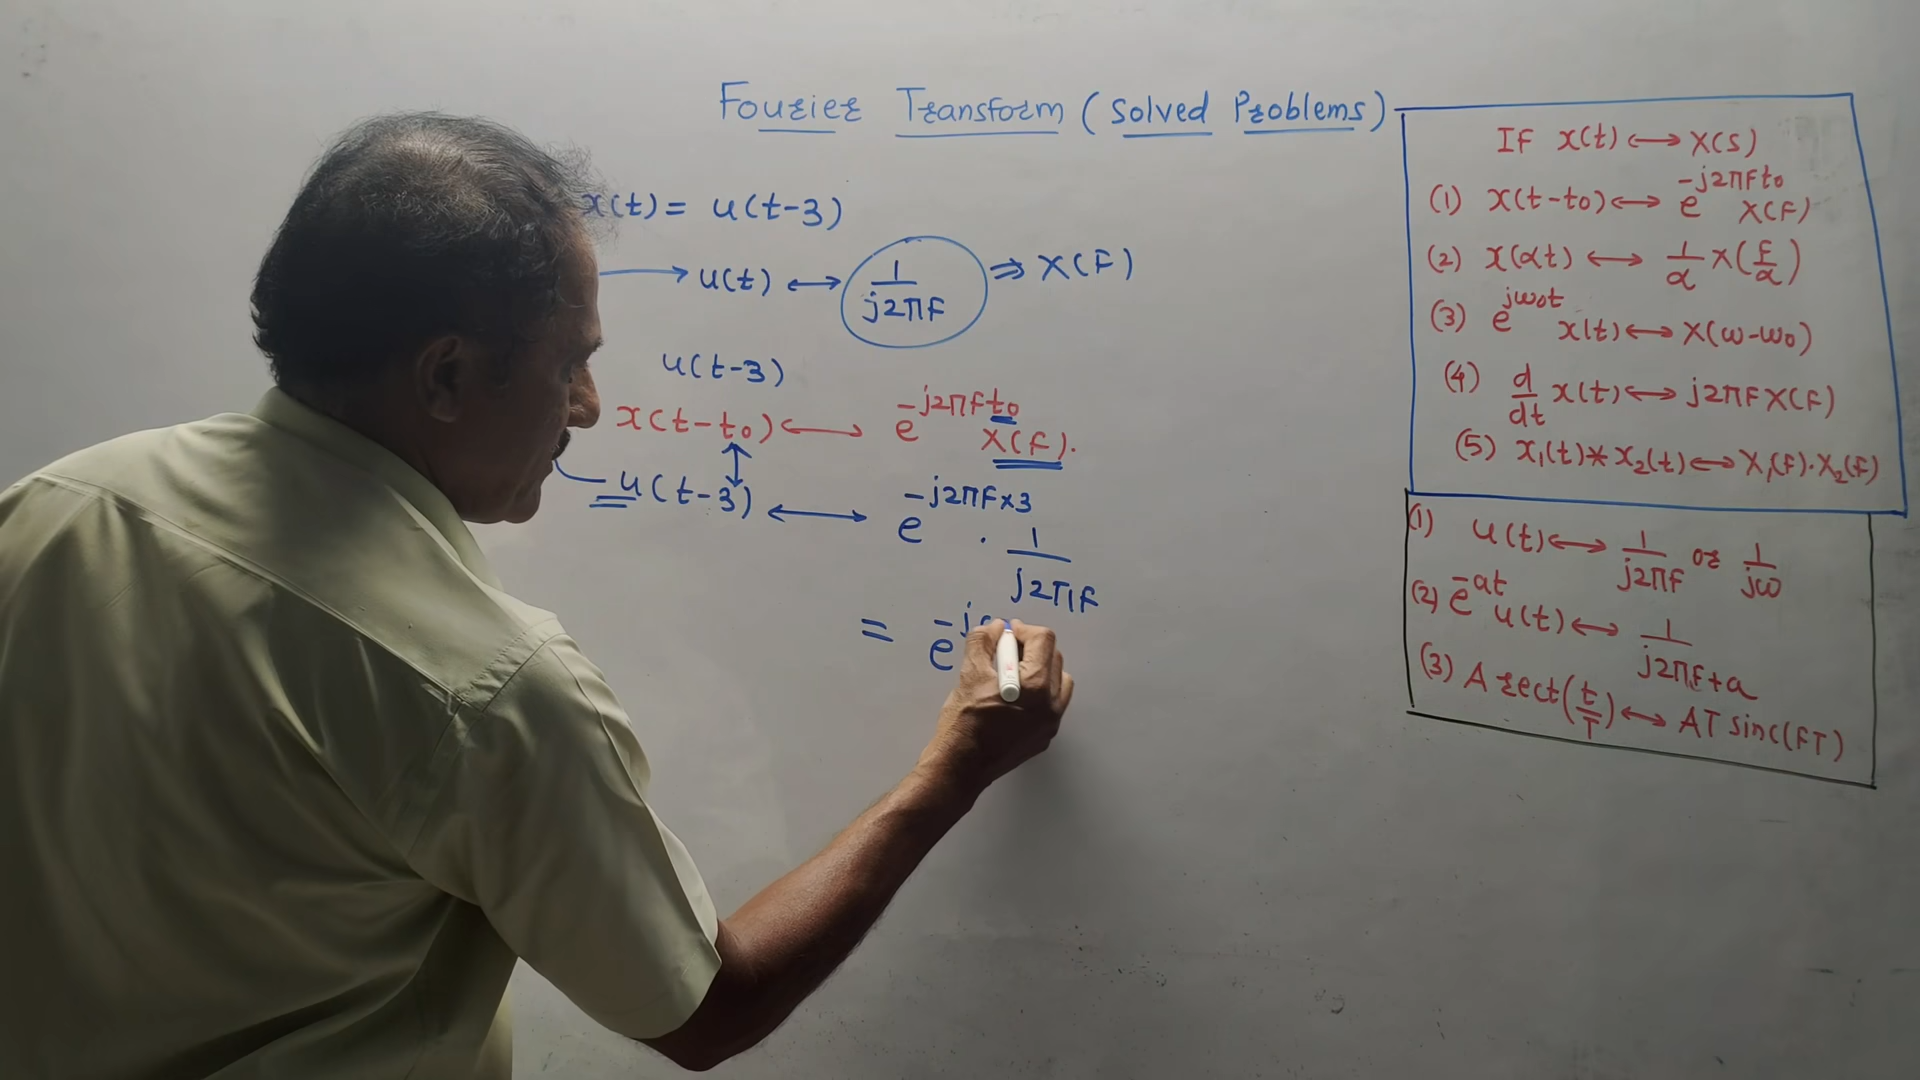 Fourier Transform (Solved Problems)
x(t) = u(t-3)
u(t) ↔ 1/j2πF ⇒ X(F)
u(t-3)
x(t-t0) ↔ e^-j2πFt0 X(F).
u(t-3) ↔ e^-j2πF×3 . 1/j2πF
= e^-j
IF x(t) ↔ X(S)
(1) x(t-t0) ↔ e^-j2πFt0 X(F)
(2) x(αt) ↔ 1/α X(F/α)
(3) e^jω0t x(t) ↔ X(ω-ω0)
(4) d/dt x(t) ↔ j2πF X(F)
(5) x1(t) * x2(t) ↔ X1(F).X2(F)
(1) u(t) ↔ 1/j2πF or 1/jω
(2) e^-at u(t) ↔ 1/j2πF+a
(3) A rect(t/T) ↔ AT sinc(FT)